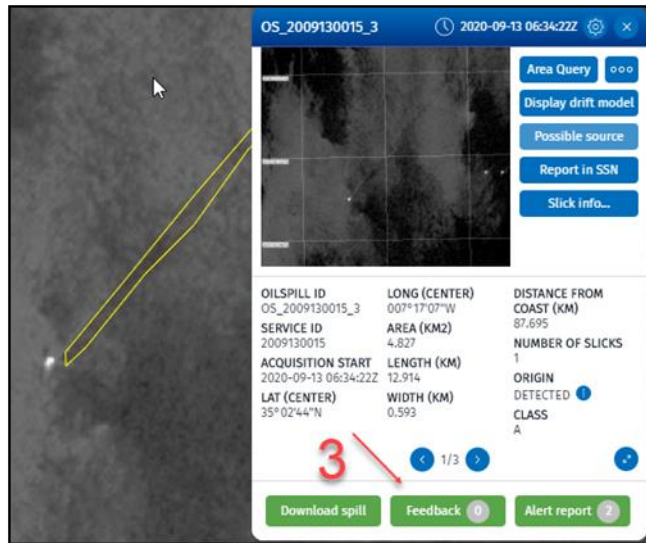 OS_2009130015_3
2020-09-13 06:34:22Z
Area Query
Display drift model
Possible source
Report in SSN
Slick info...
OILSPILL ID
OS_2009130015_3
SERVICE ID
2009130015
ACQUISITION START
2020-09-13 06:34:22Z
LAT (CENTER)
35° 02'44"N
LONG (CENTER)
007° 17'07"W
AREA (KM2)
4.827
LENGTH (KM)
12.914
WIDTH (KM)
0.593
DISTANCE FROM
COAST (KM)
87.695
NUMBER OF SLICKS
1
ORIGIN
DETECTED
CLASS
A
3
1/3
Download spill
Feedback 0
Alert report 2